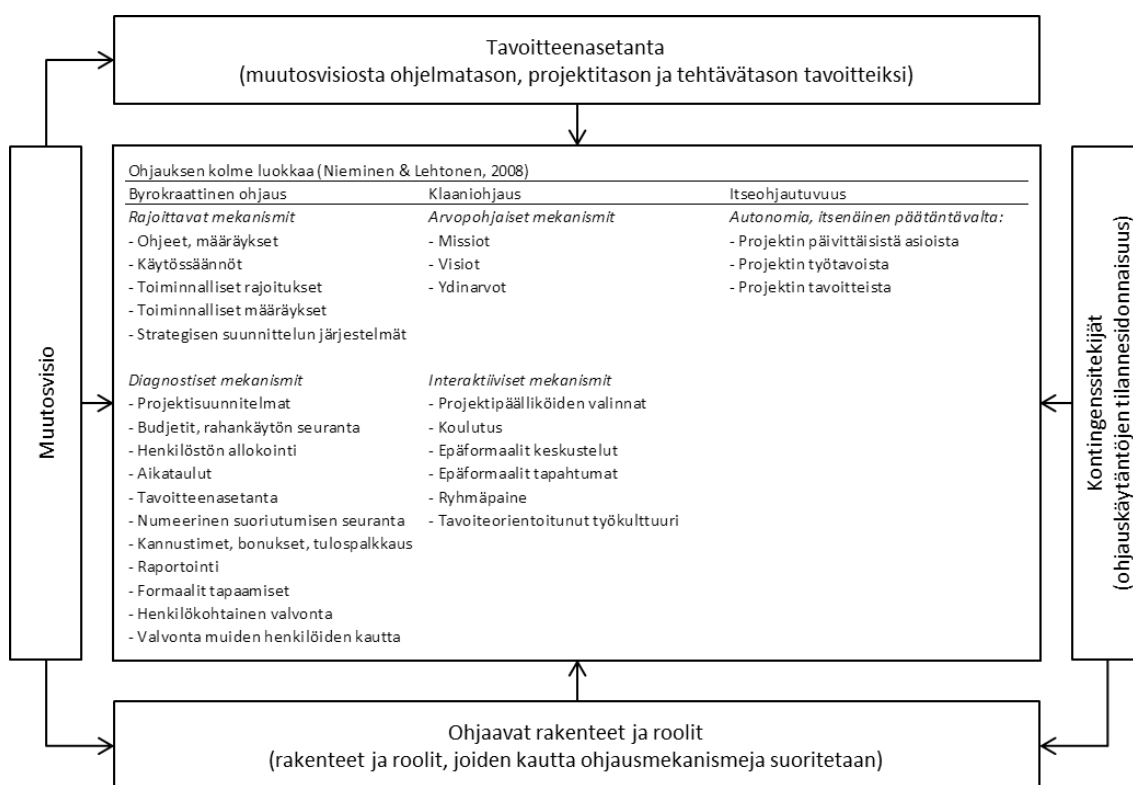 Tavoitteenasetanta
(muutosvisiosta ohjelmatason, projektitason ja tehtävätason tavoitteiksi)
Muutosvisio
Ohjauksen kolme luokkaa (Nieminen & Lehtonen, 2008)
Byrokraattinen ohjaus
Rajoittavat mekanismit
- Ohjeet, määräykset
- Käytössäännöt
- Toiminnalliset rajoitukset
- Toiminnalliset määräykset
- Strategisen suunnittelun järjestelmät
Diagnostiset mekanismit
- Projektisuunnitelmat
- Budjetit, rahankäytön seuranta
- Henkilöstön allokointi
- Aikataulut
- Tavoitteenasetanta
- Numeerinen suoriutumisen seuranta
- Kannustimet, bonukset, tulospalkkaus
- Raportointi
- Formaalit tapaamiset
- Henkilökohtainen valvonta
- Valvonta muiden henkilöiden kautta
Klaaniohjaus
Arvopohjaiset mekanismit
- Missiot
- Visiot
- Ydinarvot
Interaktiiviset mekanismit
- Projektipäälliköiden valinnat
- Koulutus
- Epäformaalit keskustelut
- Epäformaalit tapahtumat
- Ryhmäpaine
- Tavoiteorientoitunut työkulttuuri
Itseohjautuvuus
Autonomia, itsenäinen päätäntävalta:
- Projektin päivittäisistä asioista
- Projektin työtavoista
- Projektin tavoitteista
Kontingenssitekijät
(ohjauskäytäntöjen tilannesidonnaisuus)
Ohjaavat rakenteet ja roolit
(rakenteet ja roolit, joiden kautta ohjausmekanismeja suoritetaan)